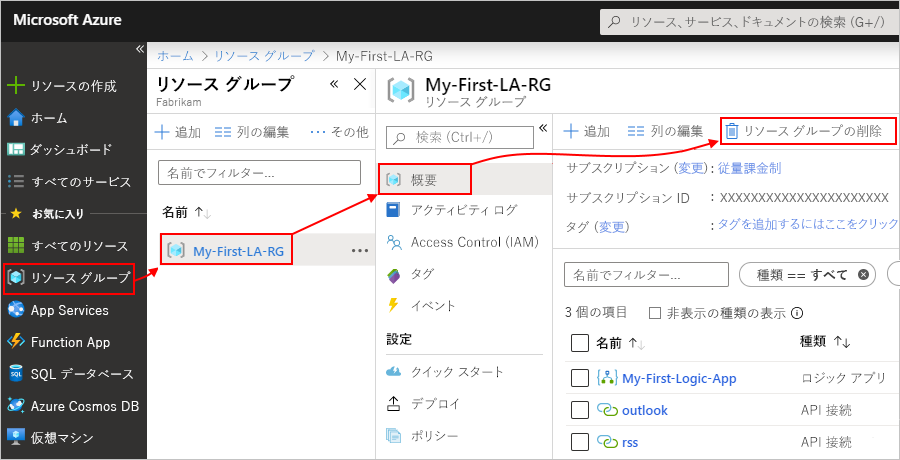 Microsoft Azure
リソース、サービス、ドキュメントの検索 (G+/)
リソースの作成
ホーム
ダッシュボード
すべてのサービス
お気に入り
すべてのリソース
リソース グループ
App Services
Function App
SQL データベース
Azure Cosmos DB
仮想マシン
ホーム > リソース グループ > My-First-LA-RG
リソース グループ
Fabrikam
追加 列の編集 ··· その他
名前でフィルター...
名前 ↑↓
My-First-LA-RG ···
My-First-LA-RG
リソース グループ
検索 (Ctrl+/)
概要
アクティビティ ログ
Access Control (IAM)
タグ
イベント
設定
クイック スタート
デプロイ
ポリシー
追加 列の編集 リソース グループの削除
サブスクリプション (変更) : 従量課金制
サブスクリプション ID : XXXXXXXXXXXXXXXXXXXXXX
タグ (変更) : タグを追加するにはここをクリック
名前でフィルター... 種類 == すべて
3 個の項目 非表示の種類の表示
名前 ↑↓ 種類 ↑↓
My-First-Logic-App ロジック アプリ
outlook API 接続
rss API 接続